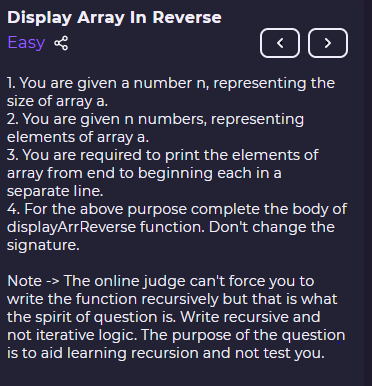 Display Array In Reverse
Easy
1. You are given a number n, representing the
size of array a.
2. You are given n numbers, representing
elements of array a.
3. You are required to print the elements of
array from end to beginning each in a
separate line.
4. For the above purpose complete the body of
displayArrReverse function. Don't change the
signature.
Note -> The online judge can't force you to
write the function recursively but that is what
the spirit of question is. Write recursive and
not iterative logic. The purpose of the question
is to aid learning recursion and not test you.